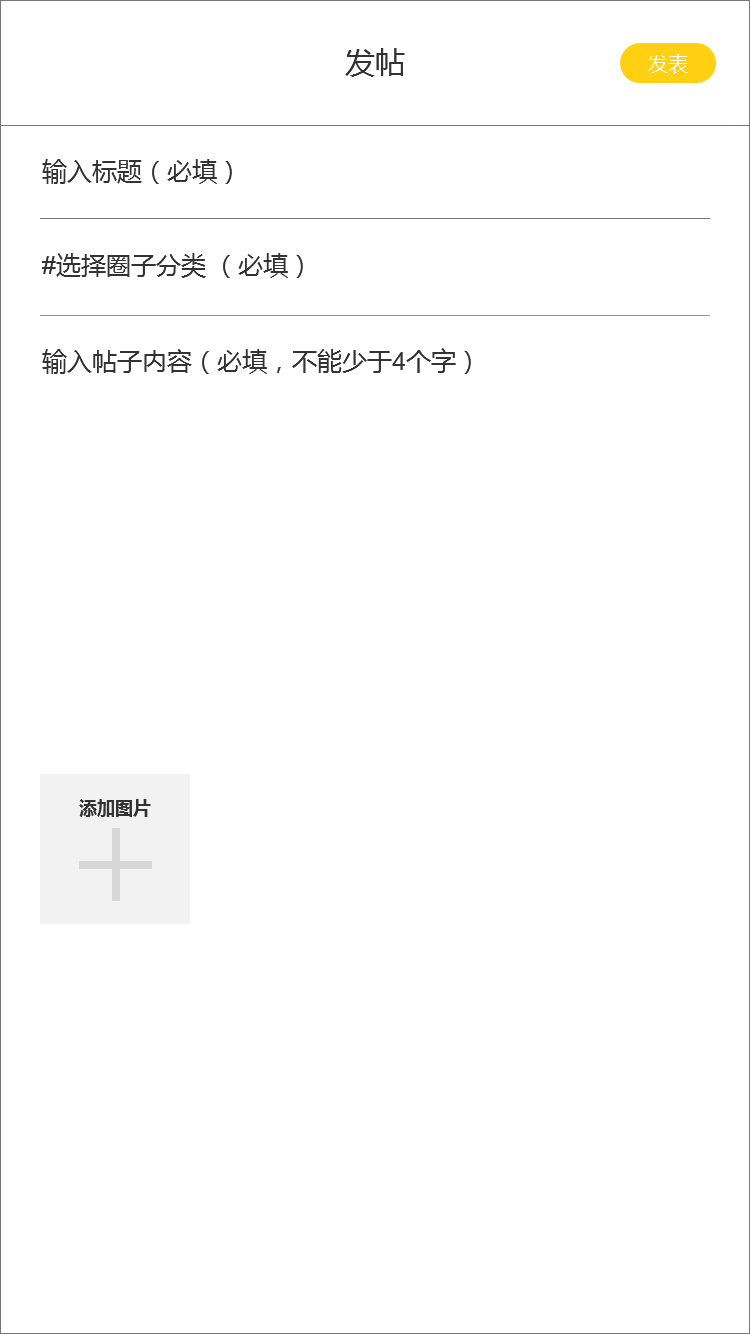 发帖
发表
输入标题（必填）
#选择圈子分类 （必填）
输入帖子内容（必填，不能少于4个字）
添加图片